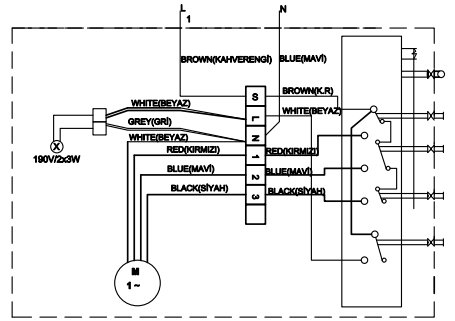 L
N
1
BROWN(KAHVERENGİ)
BLUE(MAVİ)
S
BROWN(K.R)
WHITE(BEYAZ)
L
WHITE(BEYAZ)
GREY(GRİ)
N
WHITE(BEYAZ)
X
190V/2x3W
RED(KIRMIZI)
1
RED(KIRMIZI)
BLUE(MAVİ)
2
BLUE(MAVİ)
BLACK(SİYAH)
3
BLACK(SİYAH)
M
1 ~